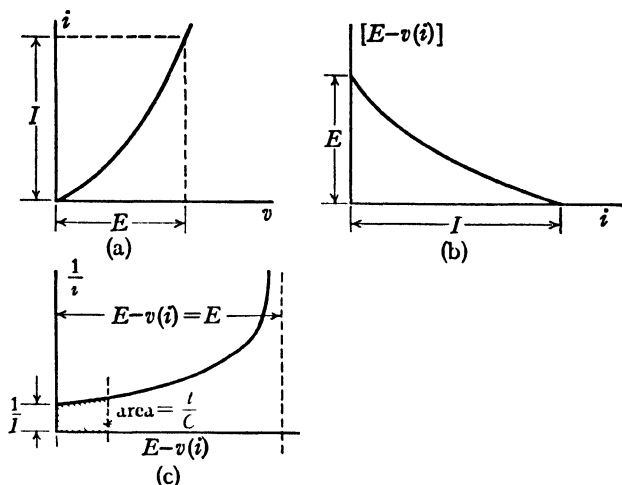 i
I
E
v
(a)
[E−v(i)]
E
I
i
(b)
1/i
E−v(i)=E
1/I
area = t/C
E−v(i)
(c)